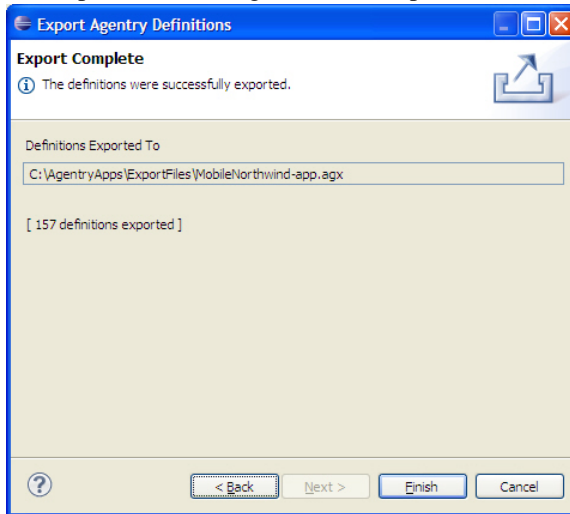 Export Agentry Definitions
Export Complete
The definitions were successfully exported.
Definitions Exported To
C:\AgentryApps\ExportFiles\MobileNorthwind-app.agx
[ 157 definitions exported ]
< Back Next > Finish Cancel